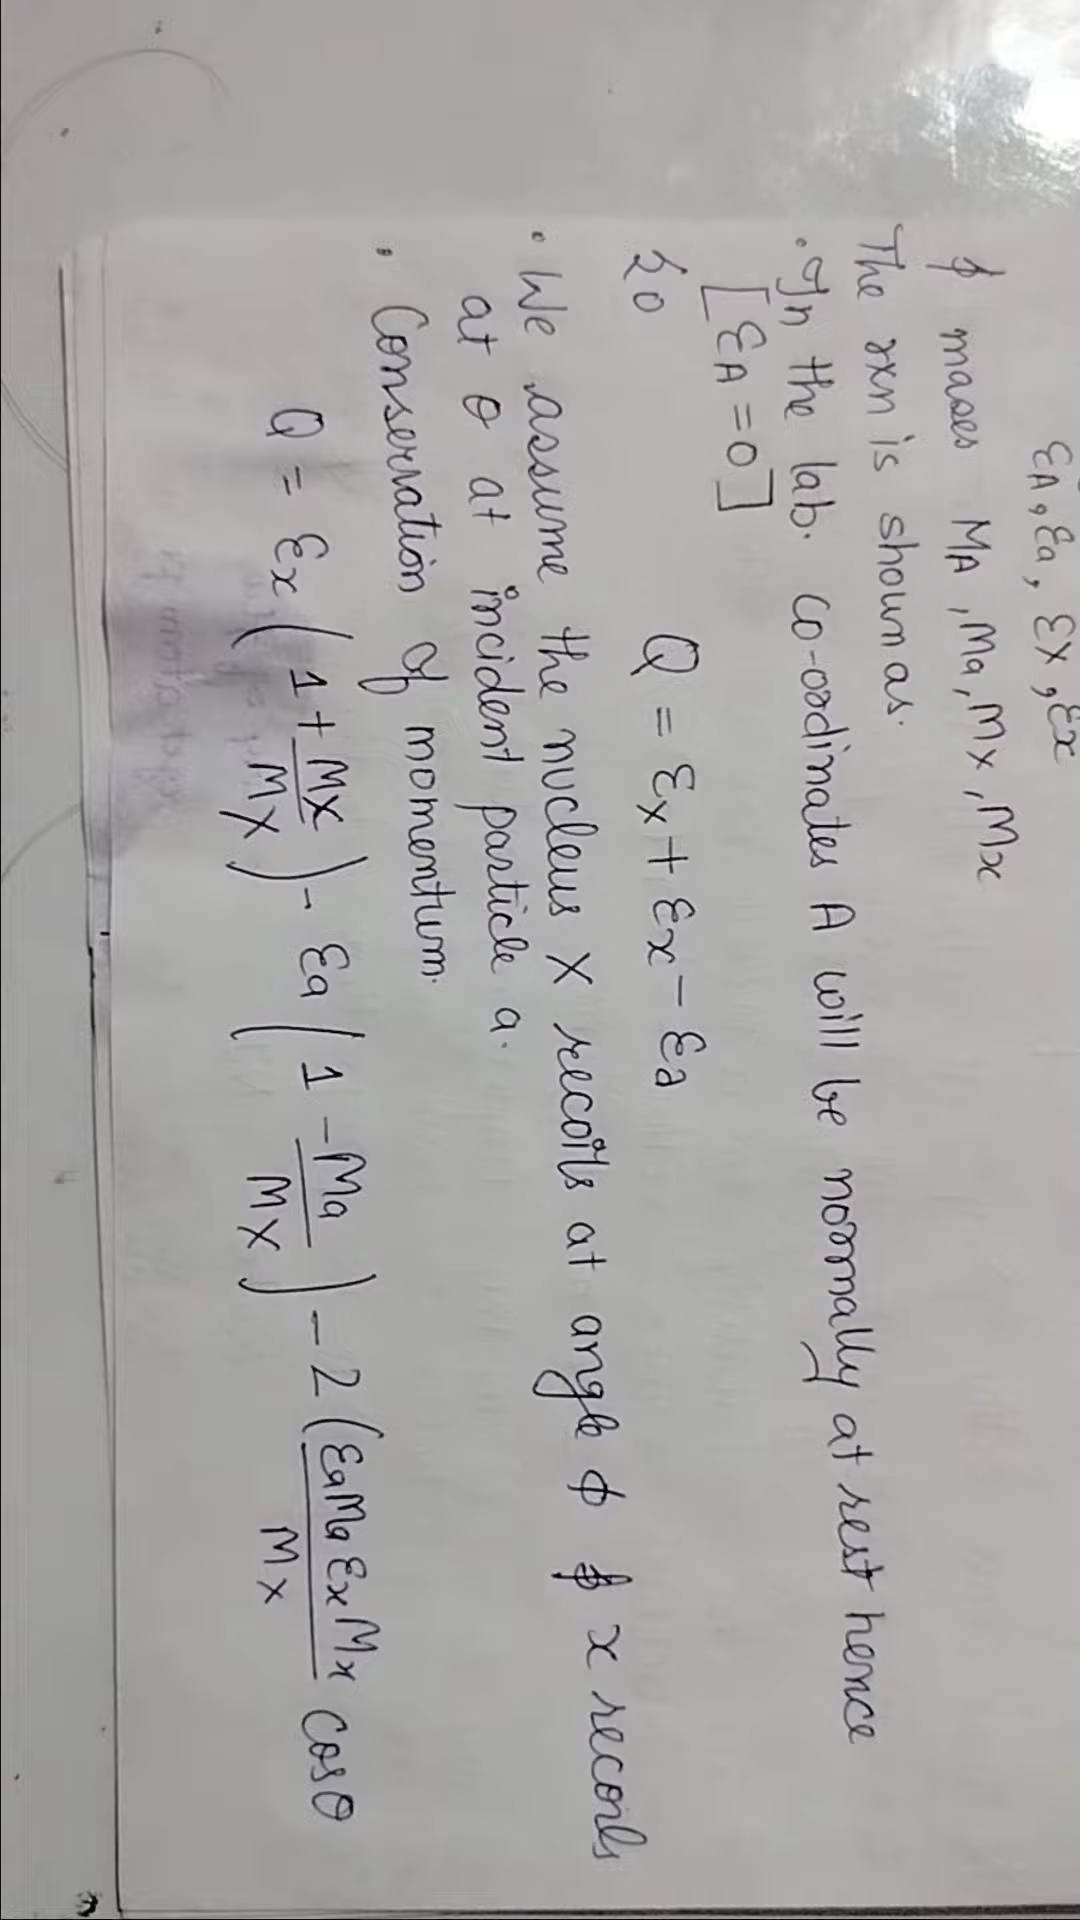 EA, Ea, EX, Ex
& mases MA, Ma, MX, Mx
The rxn is shown as.
• In the lab. co-ordinates A will be normally at rest hence
[EA = 0]
So Q = EX + Ex - Ea
• We assume the nucleus X recoils at angle ϕ & x recoils
at θ at incident particle a.
• Conservation of momentum.
Q = Ex (1 + MX/MX) - Ea (1 - Ma/MX) - 2 (EaMa ExMx/MX cosθ